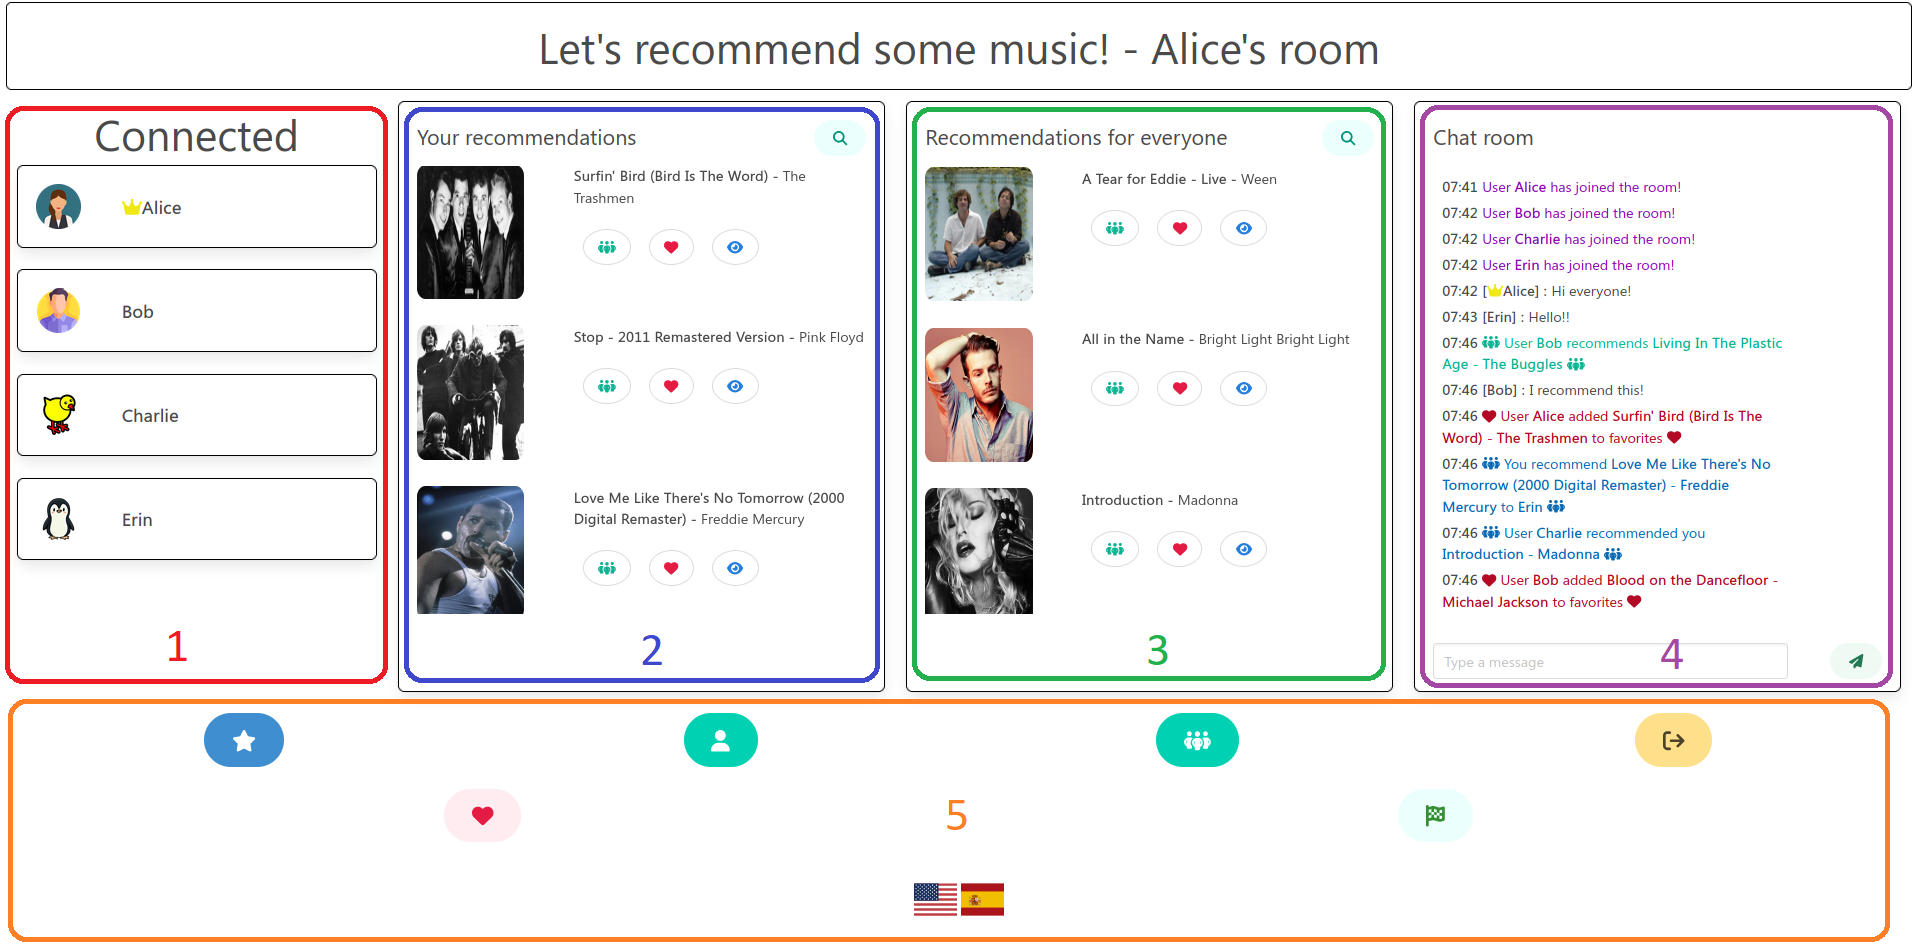 Let's recommend some music! - Alice's room
Connected
Alice
Bob
Charlie
Erin
1
Your recommendations
Surfin' Bird (Bird Is The Word) - The
Trashmen
Stop - 2011 Remastered Version - Pink Floyd
Love Me Like There's No Tomorrow (2000
Digital Remaster) - Freddie Mercury
2
Recommendations for everyone
A Tear for Eddie - Live - Ween
All in the Name - Bright Light Bright Light
Introduction - Madonna
3
Chat room
07:41 User Alice has joined the room!
07:42 User Bob has joined the room!
07:42 User Charlie has joined the room!
07:42 User Erin has joined the room!
07:42 [Alice] : Hi everyone!
07:43 [Erin] : Hello!!
07:46 User Bob recommends Living In The Plastic
Age - The Buggles
07:46 [Bob] : I recommend this!
07:46 User Alice added Surfin' Bird (Bird Is The
Word) - The Trashmen to favorites
07:46 You recommend Love Me Like There's No
Tomorrow (2000 Digital Remaster) - Freddie
Mercury to Erin
07:46 User Charlie recommended you
Introduction - Madonna
07:46 User Bob added Blood on the Dancefloor -
Michael Jackson to favorites
Type a message
4
5